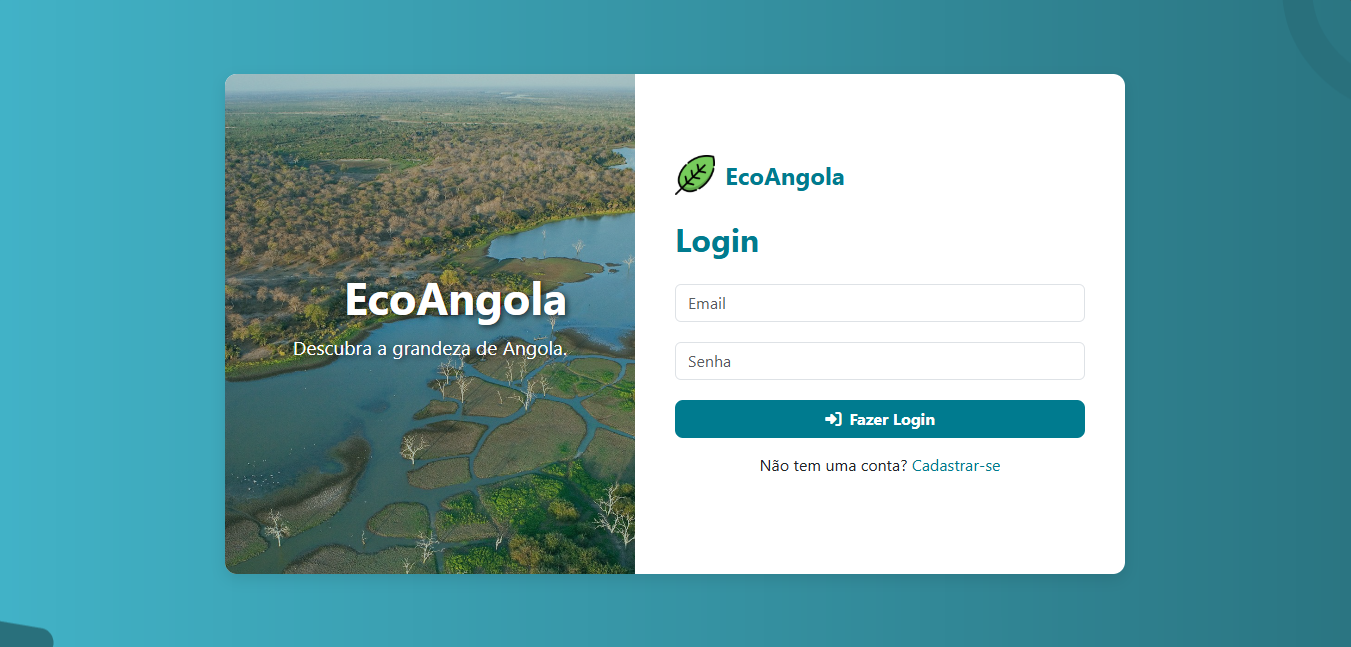 EcoAngola
Descubra a grandeza de Angola.
EcoAngola
Login
Email
Senha
Fazer Login
Não tem uma conta? Cadastrar-se